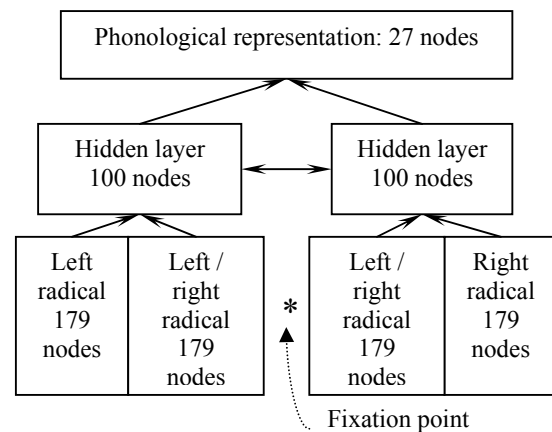 Phonological representation: 27 nodes
Hidden layer
100 nodes
Hidden layer
100 nodes
Left
radical
179
nodes
Left /
right
radical
179
nodes
*
Left /
right
radical
179
nodes
Right
radical
179
nodes
Fixation point